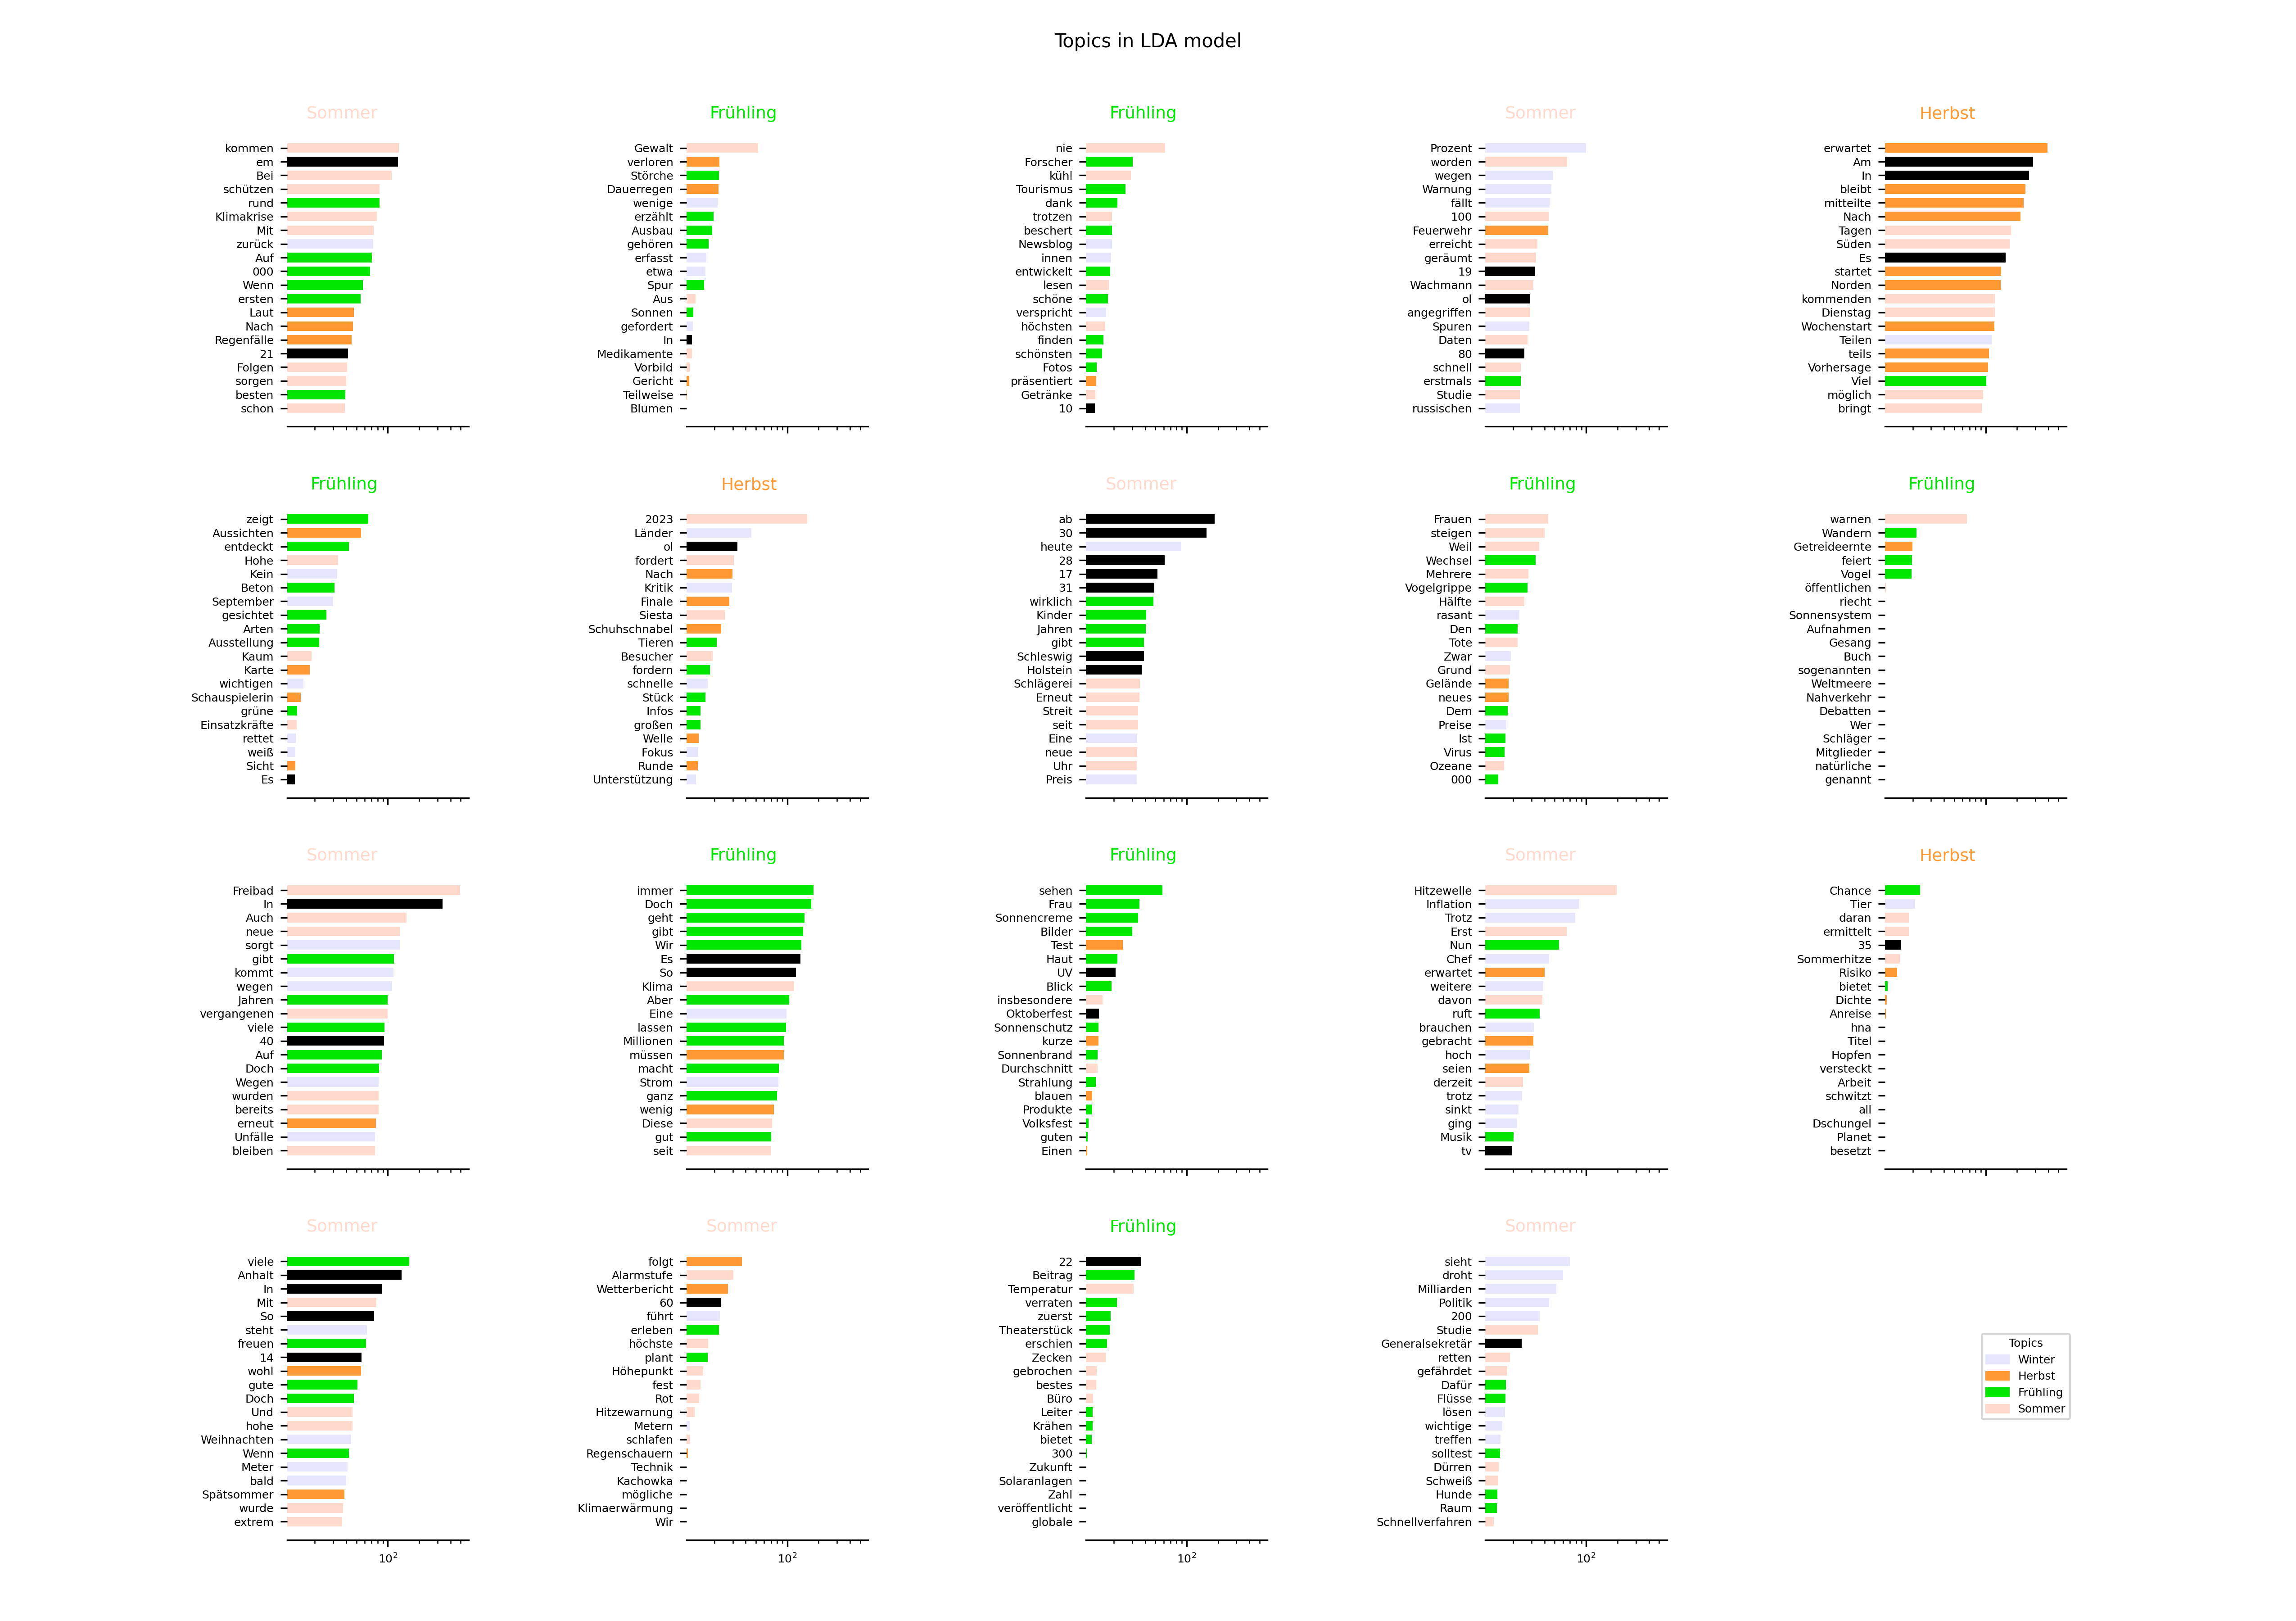 Topics in LDA model
Sommer
kommen
em
Bei
schützen
rund
Klimakrise
Mit
zurück
Auf
000
Wenn
ersten
Laut
Nach
Regenfälle
21
Folgen
sorgen
besten
schon
Frühling
Gewalt
verloren
Störche
Dauerregen
wenige
erzählt
Ausbau
gehören
erfasst
etwa
Spur
Aus
Sonnen
gefordert
In
Medikamente
Vorbild
Gericht
Teilweise
Blumen
Frühling
nie
Forscher
kühl
Tourismus
dank
trotzen
beschert
Newsblog
innen
entwickelt
lesen
schöne
verspricht
höchsten
finden
schönsten
Fotos
präsentiert
Getränke
10
Sommer
Prozent
worden
wegen
Warnung
fällt
100
Feuerwehr
erreicht
geräumt
19
Wachmann
ol
angegriffen
Spuren
Daten
80
schnell
erstmals
Studie
russischen
Herbst
erwartet
Am
In
bleibt
mitteilte
Nach
Tagen
Süden
Es
startet
Norden
kommenden
Dienstag
Wochenstart
Teilen
teils
Vorhersage
Viel
möglich
bringt
Frühling
zeigt
Aussichten
entdeckt
Hohe
Kein
Beton
September
gesichtet
Arten
Ausstellung
Kaum
Karte
wichtigen
Schauspielerin
grüne
Einsatzkräfte
rettet
weiß
Sicht
Es
Herbst
2023
Länder
ol
fordert
Nach
Kritik
Finale
Siesta
Schuhschnabel
Tieren
Besucher
fordern
schnelle
Stück
Infos
großen
Welle
Fokus
Runde
Unterstützung
Sommer
ab
30
heute
28
17
31
wirklich
Kinder
Jahren
gibt
Schleswig
Holstein
Schlägerei
Erneut
Streit
seit
Eine
neue
Uhr
Preis
Frühling
Frauen
steigen
Weil
Wechsel
Mehrere
Vogelgrippe
Hälfte
rasant
Den
Tote
Zwar
Grund
Gelände
neues
Dem
Preise
Ist
Virus
Ozeane
000
Frühling
warnen
Wandern
Getreideernte
feiert
Vogel
öffentlichen
riecht
Sonnensystem
Aufnahmen
Gesang
Buch
sogenannten
Weltmeere
Nahverkehr
Debatten
Wer
Schläger
Mitglieder
natürliche
genannt
Sommer
Freibad
In
Auch
neue
sorgt
gibt
kommt
wegen
Jahren
vergangenen
viele
40
Auf
Doch
Wegen
wurden
bereits
erneut
Unfälle
bleiben
Frühling
immer
Doch
geht
gibt
Wir
Es
So
Klima
Aber
Eine
lassen
Millionen
müssen
macht
Strom
ganz
wenig
Diese
gut
seit
Frühling
sehen
Frau
Sonnencreme
Bilder
Test
Haut
UV
Blick
insbesondere
Oktoberfest
Sonnenschutz
kurze
Sonnenbrand
Durchschnitt
Strahlung
blauen
Produkte
Volksfest
guten
Einen
Sommer
Hitzewelle
Inflation
Trotz
Erst
Nun
Chef
erwartet
weitere
davon
ruft
brauchen
gebracht
hoch
seien
derzeit
trotz
sinkt
ging
Musik
tv
Herbst
Chance
Tier
daran
ermittelt
35
Sommerhitze
Risiko
bietet
Dichte
Anreise
hna
Titel
Hopfen
versteckt
Arbeit
schwitzt
all
Dschungel
Planet
besetzt
Sommer
viele
Anhalt
In
Mit
So
steht
freuen
14
wohl
gute
Doch
Und
hohe
Weihnachten
Wenn
Meter
bald
Spätsommer
wurde
extrem
10²
Sommer
folgt
Alarmstufe
Wetterbericht
60
führt
erleben
höchste
plant
Höhepunkt
fest
Rot
Hitzewarnung
Metern
schlafen
Regenschauern
Technik
Kachowka
mögliche
Klimaerwärmung
Wir
10²
Frühling
22
Beitrag
Temperatur
verraten
zuerst
Theaterstück
erschien
Zecken
gebrochen
bestes
Büro
Leiter
Krähen
bietet
300
Zukunft
Solaranlagen
Zahl
veröffentlicht
globale
10²
Sommer
sieht
droht
Milliarden
Politik
200
Studie
Generalsekretär
retten
gefährdet
Dafür
Flüsse
lösen
wichtige
treffen
solltest
Dürren
Schweiß
Hunde
Raum
Schnellverfahren
10²
Topics
Winter
Herbst
Frühling
Sommer